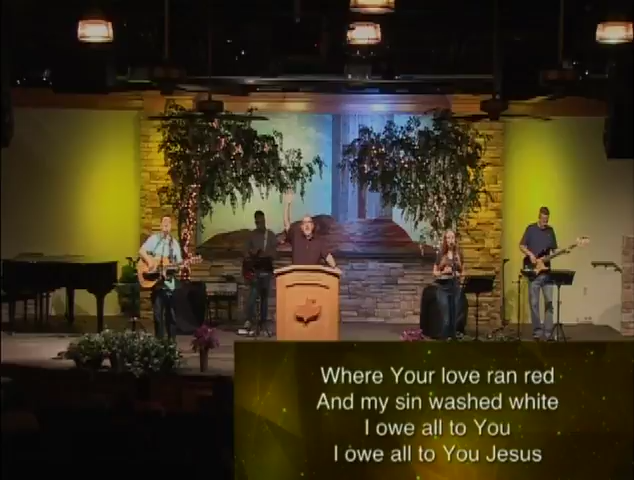 Where Your love ran red
And my sin washed white
I owe all to You
I owe all to You Jesus